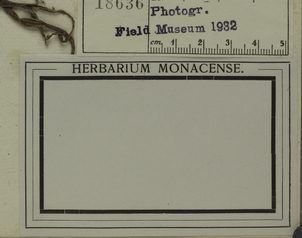 18636
Photogr.
Field Museum 1932
cm. 1 2 3 4 5
HERBARIUM MONACENSE.